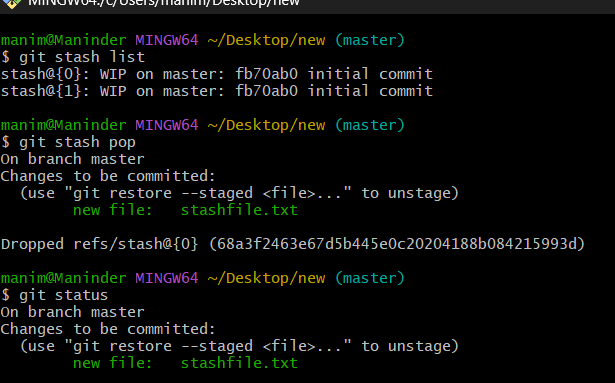 MINGW64:/c/Users/manim/Desktop/new
manim@Maninder MINGW64 ~/Desktop/new (master)
$ git stash list
stash@{0}: WIP on master: fb70ab0 initial commit
stash@{1}: WIP on master: fb70ab0 initial commit
manim@Maninder MINGW64 ~/Desktop/new (master)
$ git stash pop
On branch master
Changes to be committed:
  (use "git restore --staged <file>..." to unstage)
        new file:   stashfile.txt
Dropped refs/stash@{0} (68a3f2463e67d5b445e0c20204188b084215993d)
manim@Maninder MINGW64 ~/Desktop/new (master)
$ git status
On branch master
Changes to be committed:
  (use "git restore --staged <file>..." to unstage)
        new file:   stashfile.txt